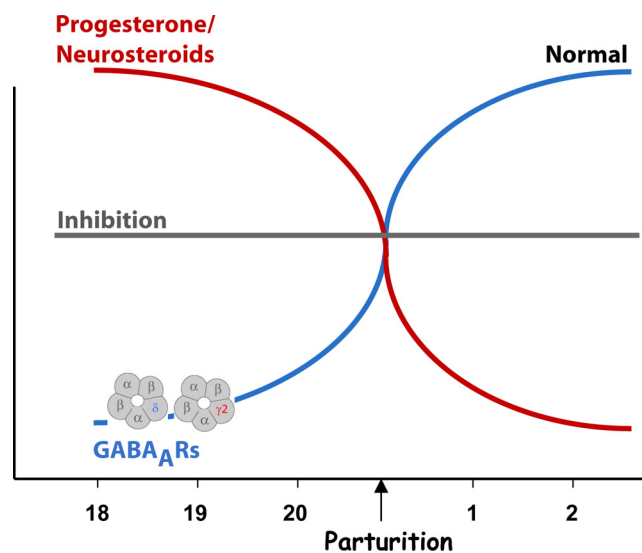 Progesterone/
Neurosteroids
Normal
Inhibition
α β β δ α
α β β γ2 α
GABAARs
18 19 20 1 2
Parturition